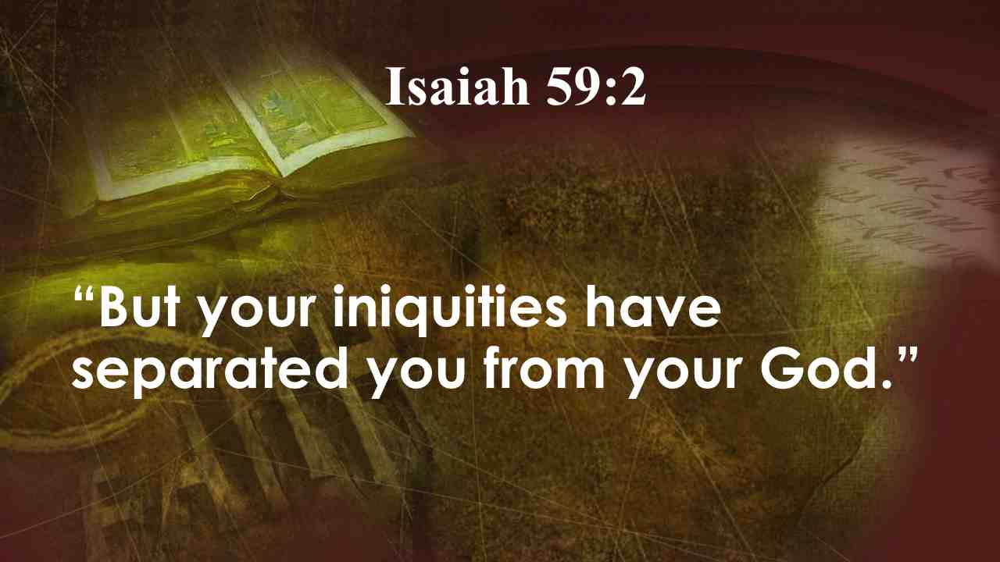 Isaiah 59:2
“But your iniquities have
separated you from your God.”